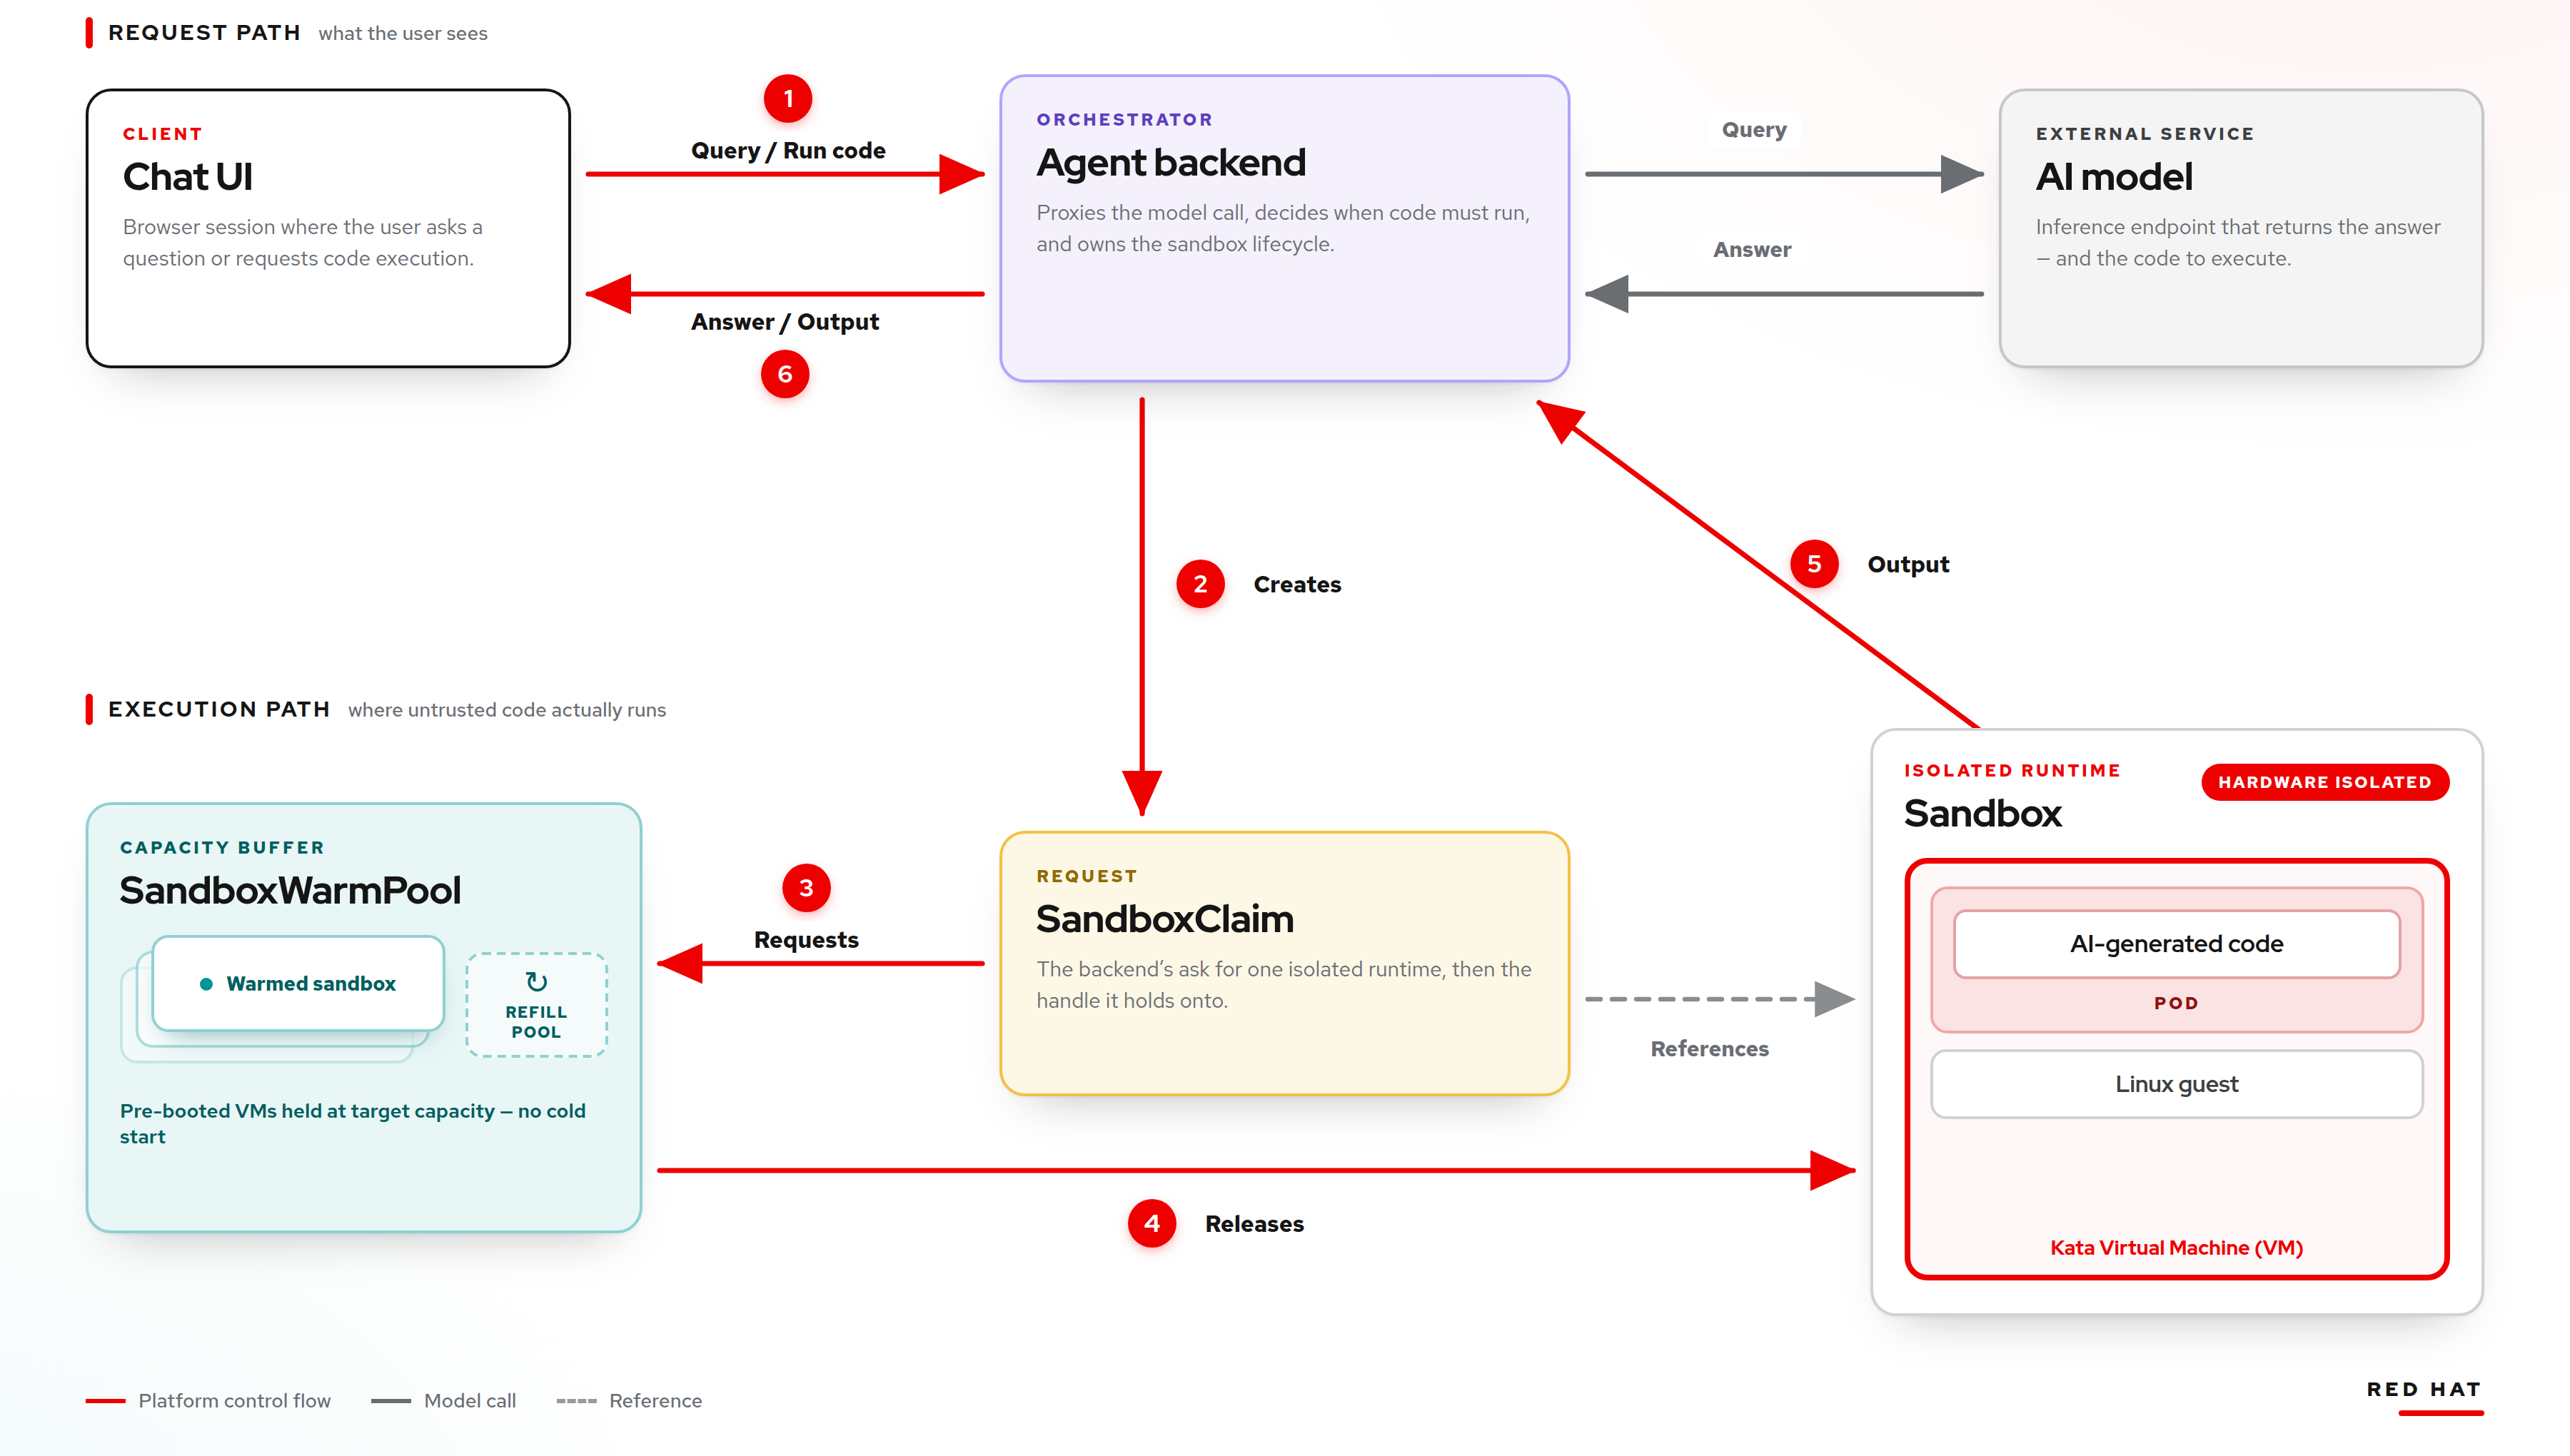 REQUEST PATH what the user sees
CLIENT
Chat UI
Browser session where the user asks a
question or requests code execution.
1
Query / Run code
Answer / Output
6
ORCHESTRATOR
Agent backend
Proxies the model call, decides when code must run,
and owns the sandbox lifecycle.
Query
Answer
EXTERNAL SERVICE
AI model
Inference endpoint that returns the answer
– and the code to execute.
2 Creates
5 Output
EXECUTION PATH where untrusted code actually runs
CAPACITY BUFFER
SandboxWarmPool
Warmed sandbox
↻
REFILL
POOL
Pre-booted VMs held at target capacity – no cold
start
3
Requests
REQUEST
SandboxClaim
The backend’s ask for one isolated runtime, then the
handle it holds onto.
References
4 Releases
ISOLATED RUNTIME
HARDWARE ISOLATED
Sandbox
AI-generated code
POD
Linux guest
Kata Virtual Machine (VM)
Platform control flow Model call Reference
RED HAT